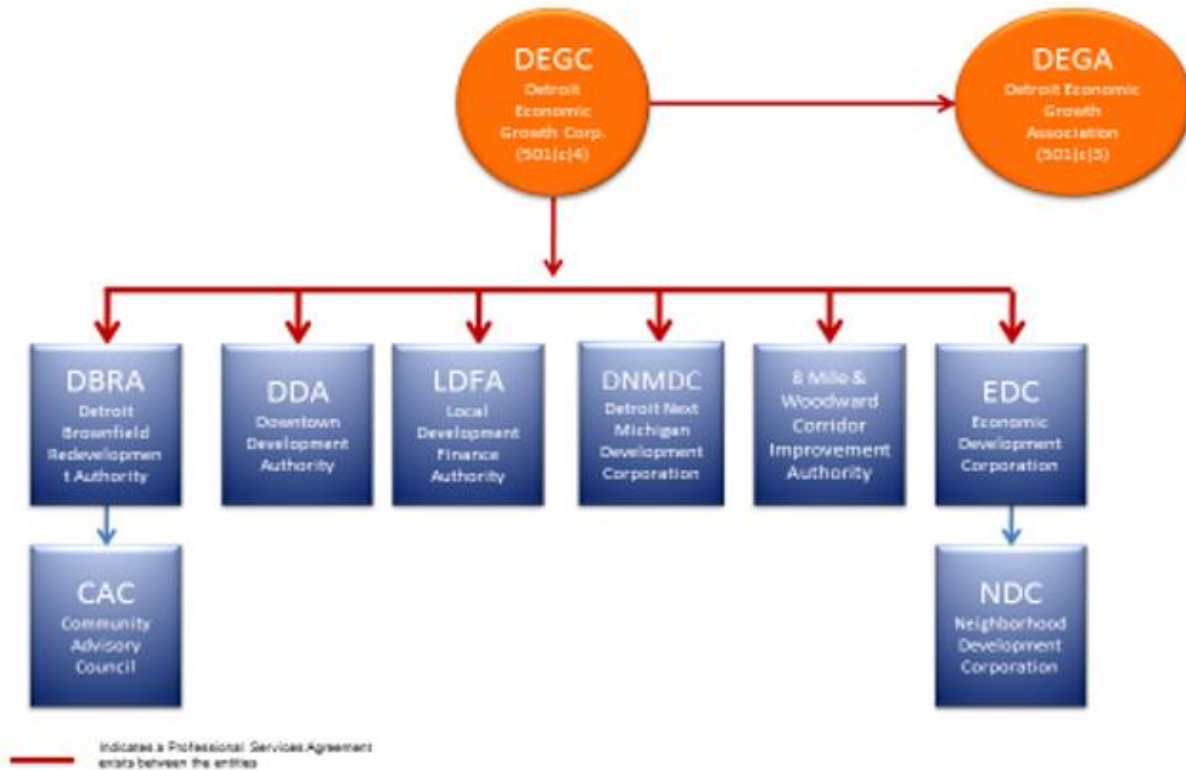 DEGC
Detroit
Economic
Growth Corp.
(501(c)4)
DEGA
Detroit Economic
Growth
Association
(501(c)3)
DBRA
Detroit
Brownfield
Redevelopmen
t Authority
DDA
Downtown
Development
Authority
LDFA
Local
Development
Finance
Authority
DNMDC
Detroit Next
Michigan
Development
Corporation
8 Mile &
Woodward
Corridor
Improvement
Authority
EDC
Economic
Development
Corporation
CAC
Community
Advisory
Council
NDC
Neighborhood
Development
Corporation
Indicates a Professional Services Agreement
exists between the entities